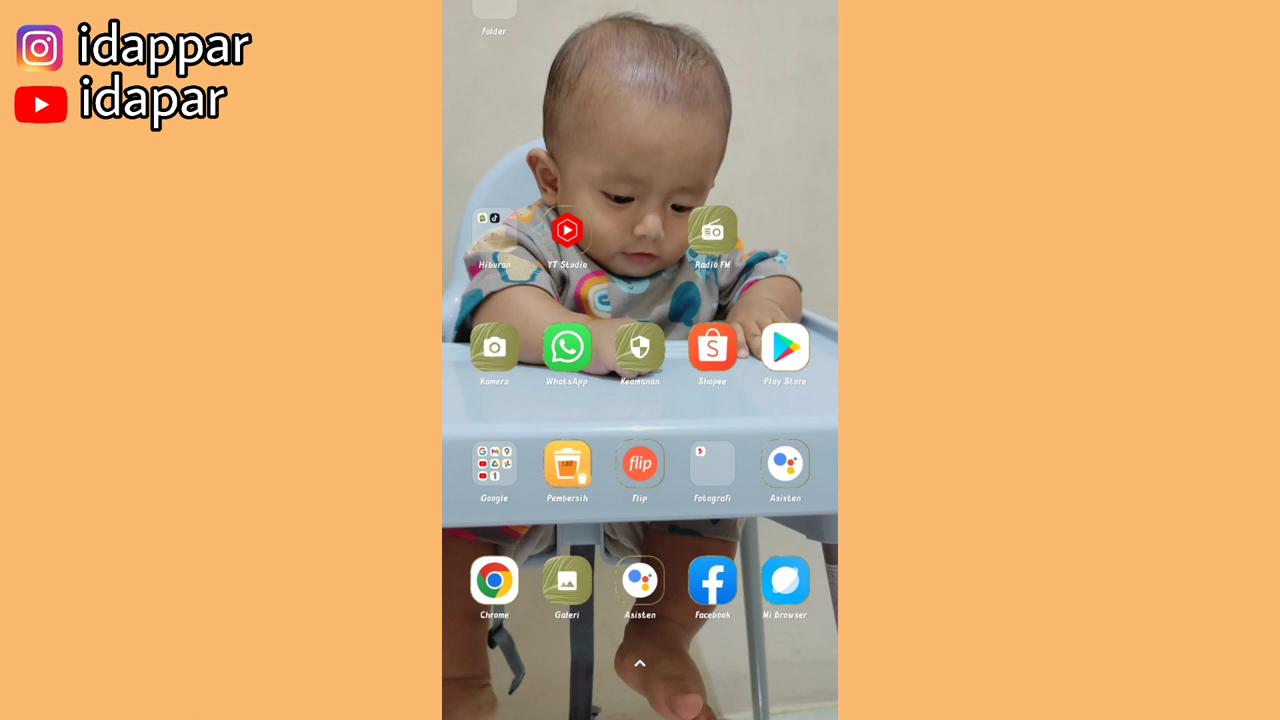 idappar
idapar
Folder
Hiburan
YT Studio
Radio FM
Kamera
WhatsApp
Keamanan
Shopee
Play Store
flip
Google
Pembersih
Flip
Fotografi
Asisten
Chrome
Galeri
Asisten
Facebook
Mi Browser